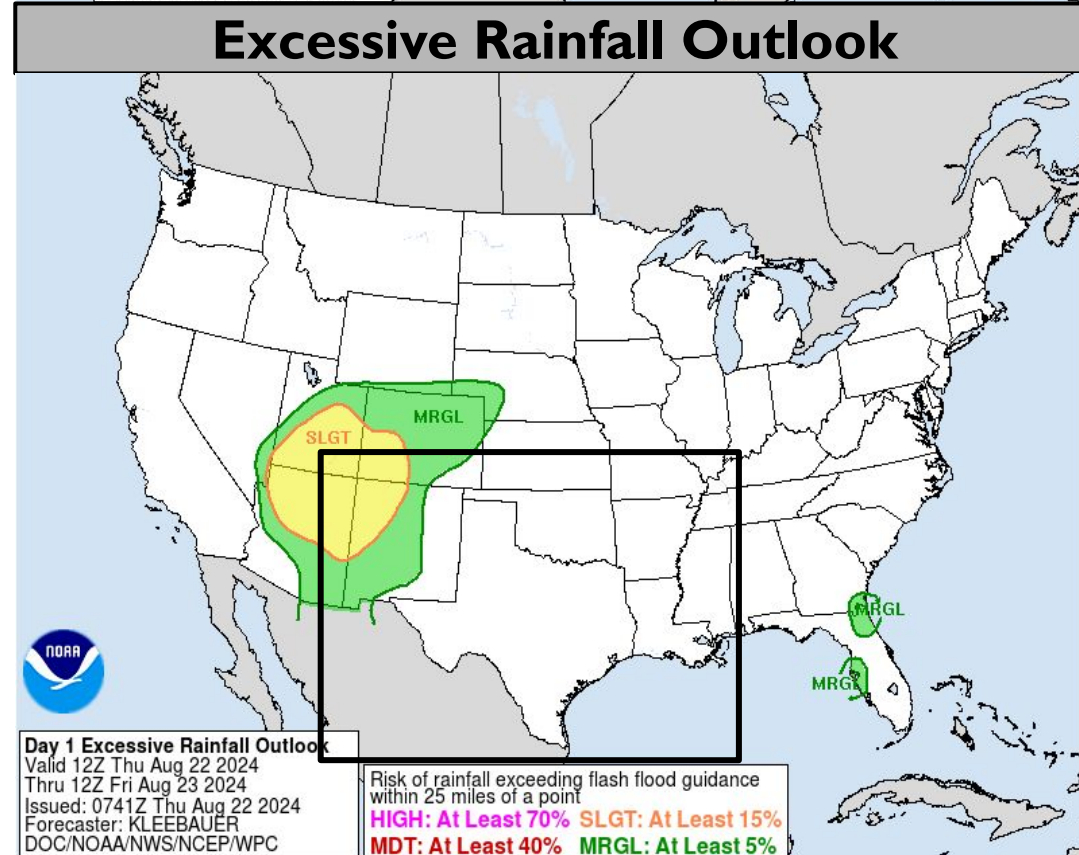 Excessive Rainfall Outlook
MRGL
SLGT
MRGL
MRGL
NOAA
Day 1 Excessive Rainfall Outlook
Valid 12Z Thu Aug 22 2024
Thru 12Z Fri Aug 23 2024
Issued: 0741Z Thu Aug 22 2024
Forecaster: KLEEBAUER
DOC/NOAA/NWS/NCEP/WPC
Risk of rainfall exceeding flash flood guidance
within 25 miles of a point
HIGH: At Least 70% SLGT: At Least 15%
MDT: At Least 40% MRGL: At Least 5%